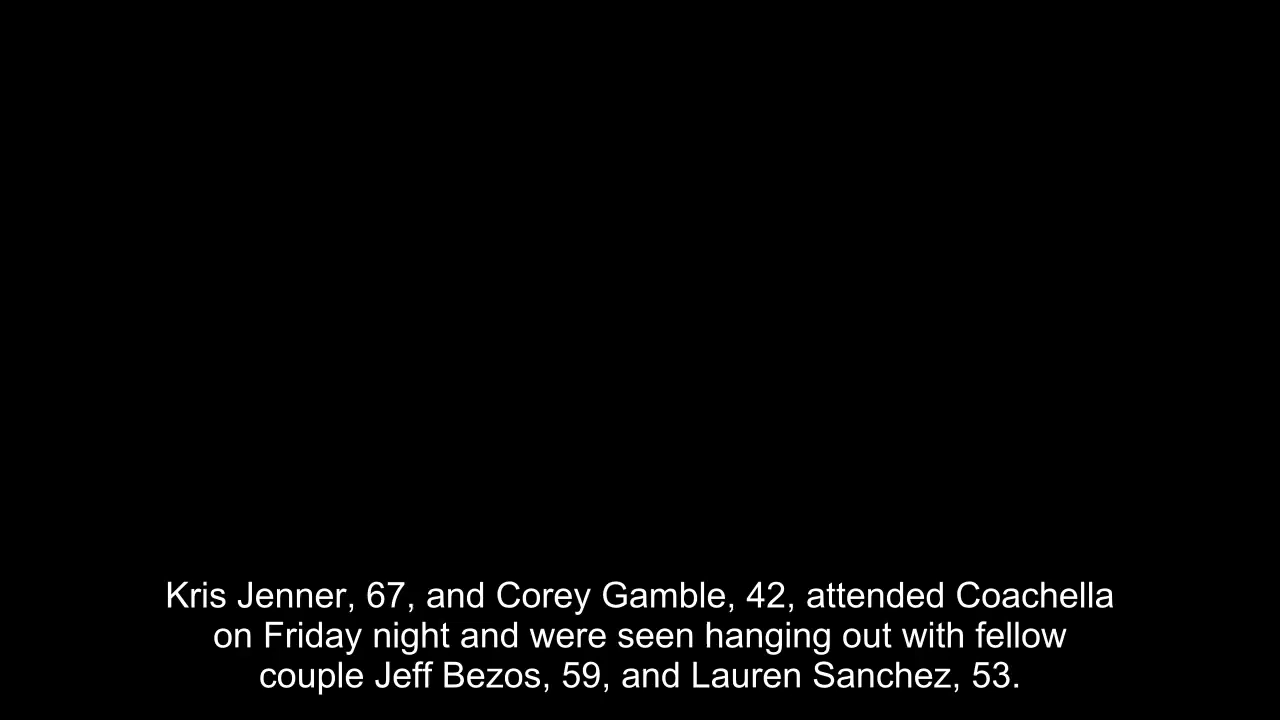 Kris Jenner, 67, and Corey Gamble, 42, attended Coachella
on Friday night and were seen hanging out with fellow
couple Jeff Bezos, 59, and Lauren Sanchez, 53.